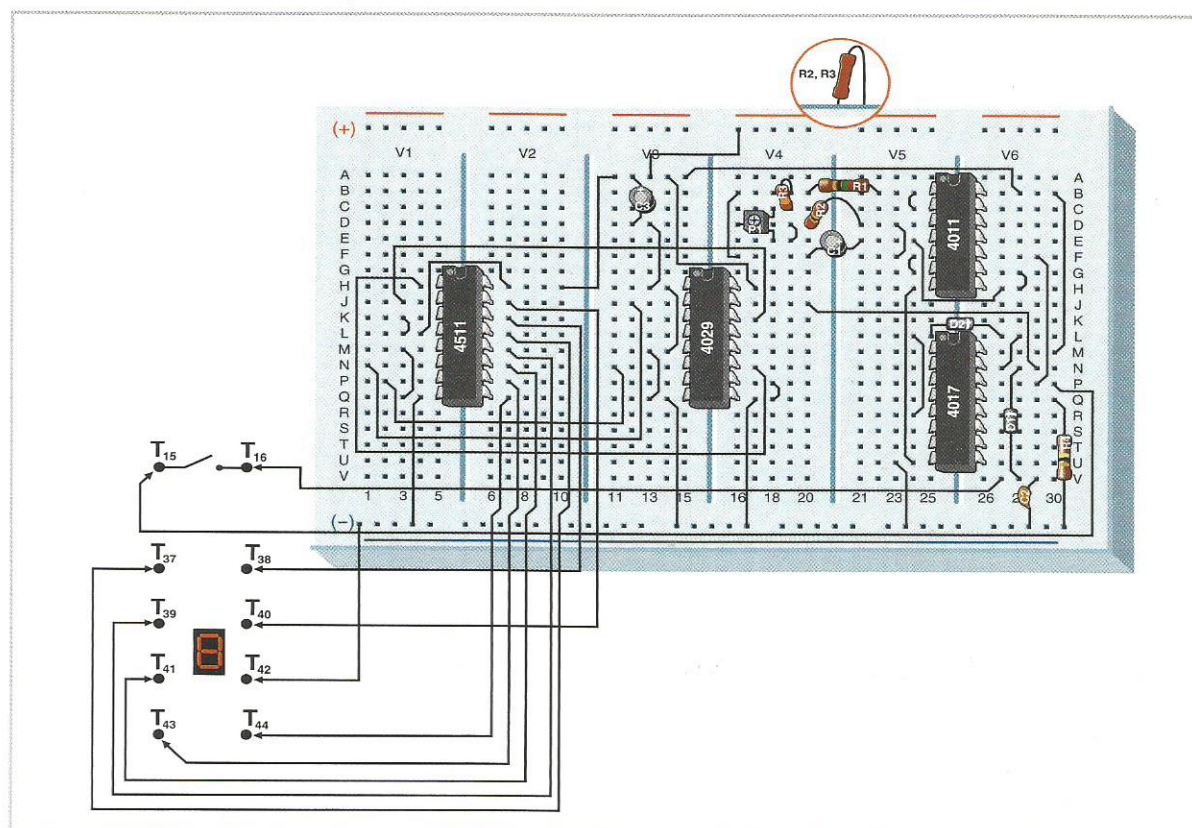 R2, R3
(+)
V1 V2 V3 V4 V5 V6
A A
B B
C C
D D
E E
F F
G G
H H
J J
K K
L L
M M
N N
P P
Q Q
R R
S S
T T
U U
V V
C3
R3
R1
R2
P1
C1
4011
4511
4029
D2
4017
D1
R4
T15 T16
1 3 5 6 8 10 11 13 15 16 18 20 21 23 25 26 30
(−)
T37 T38
T39 T40
T41 T42
T43 T44